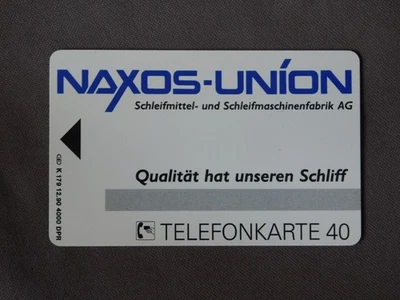 NAXOS-UNION
Schleifmittel- und Schleifmaschinenfabrik AG
Qualität hat unseren Schliff
TELEFONKARTE 40
K 179 12.90 4000 DPR